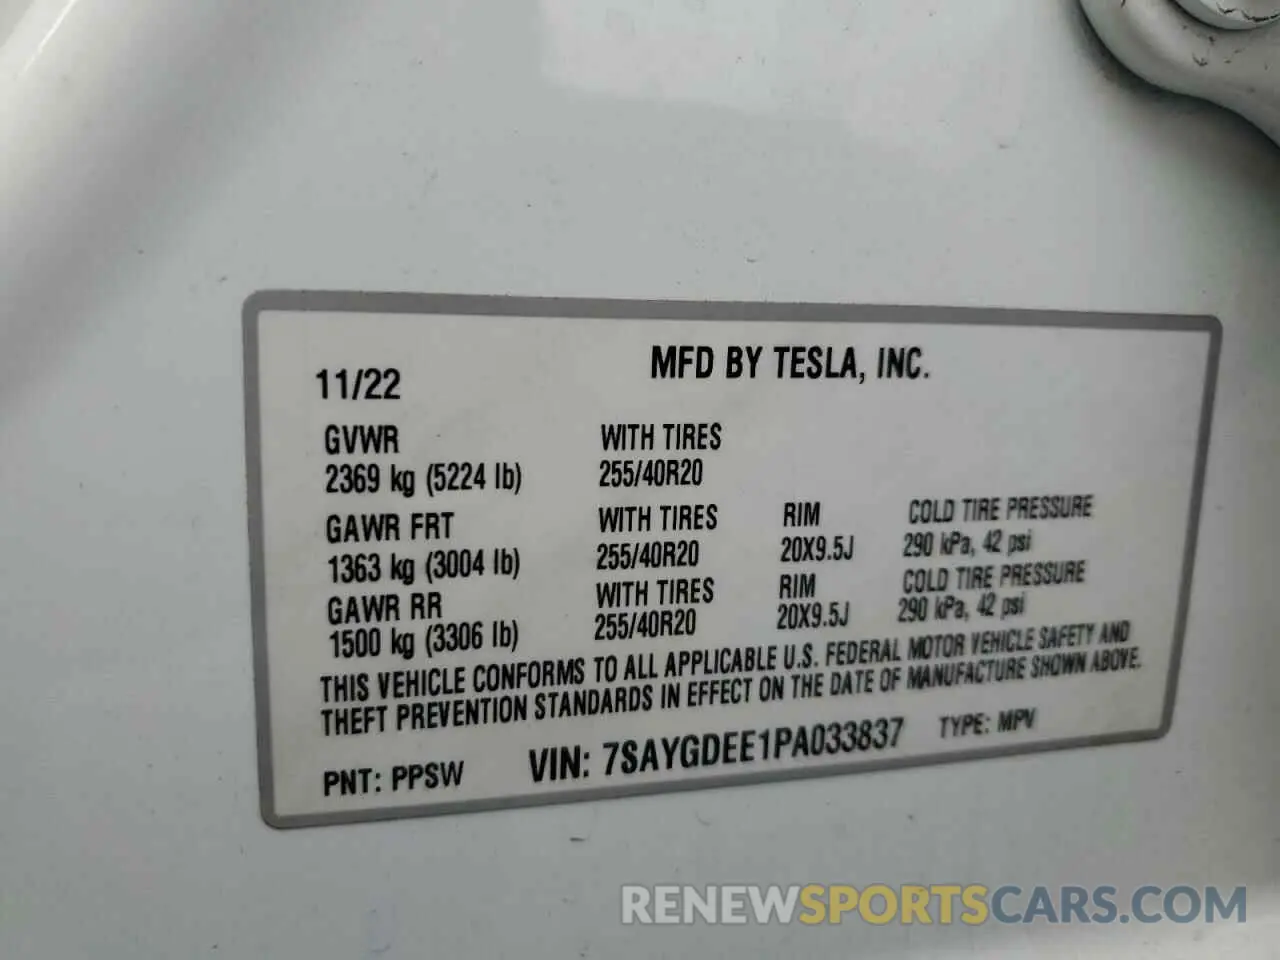 MFD BY TESLA, INC.
11/22
GVWR WITH TIRES
2369 kg (5224 lb) 255/40R20
GAWR FRT WITH TIRES RIM COLD TIRE PRESSURE
1363 kg (3004 lb) 255/40R20 20X9.5J 290 kPa, 42 psi
GAWR RR WITH TIRES RIM COLD TIRE PRESSURE
1500 kg (3306 lb) 255/40R20 20X9.5J 290 kPa, 42 psi
THIS VEHICLE CONFORMS TO ALL APPLICABLE U.S. FEDERAL MOTOR VEHICLE SAFETY AND
THEFT PREVENTION STANDARDS IN EFFECT ON THE DATE OF MANUFACTURE SHOWN ABOVE.
PNT: PPSW VIN: 7SAYGDEE1PA033837 TYPE: MPV
RENEWSPORTSCARS.COM